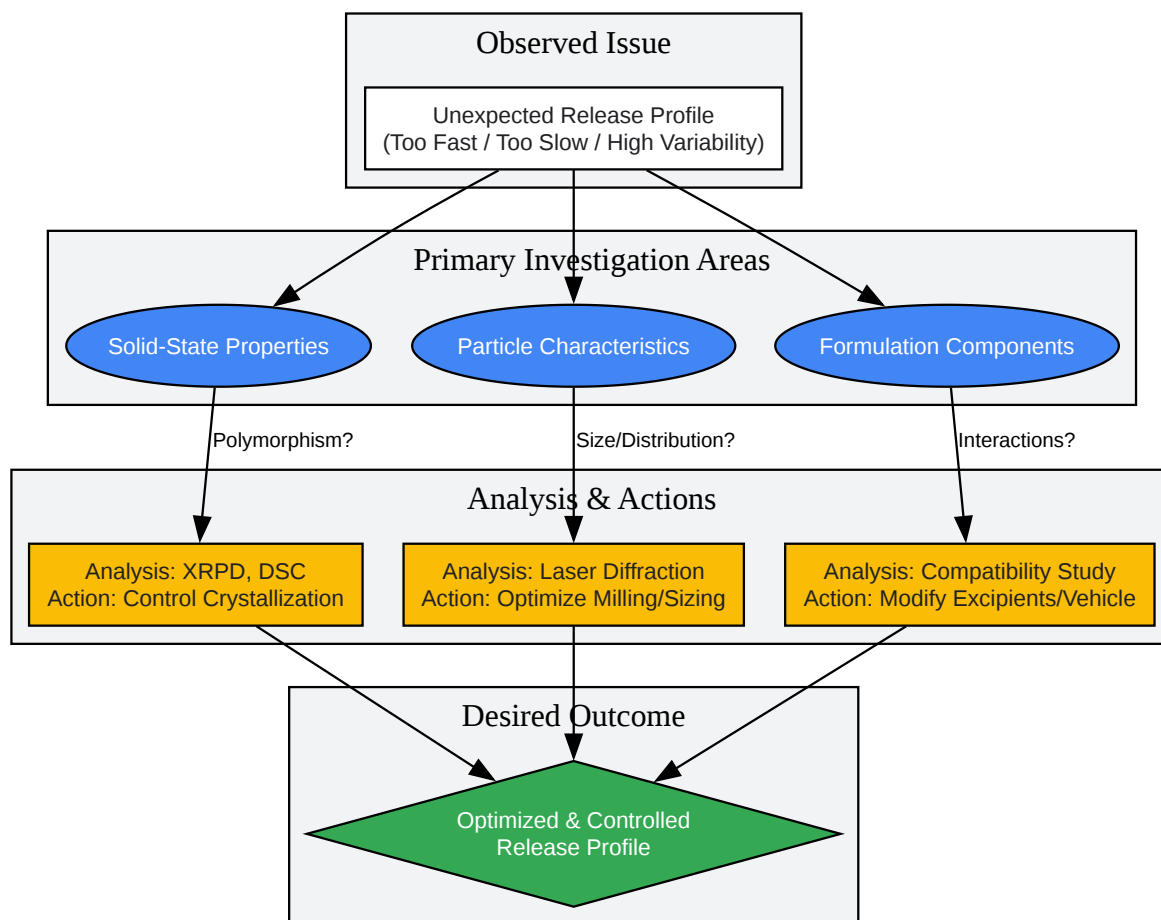 Observed Issue
Unexpected Release Profile
(Too Fast / Too Slow / High Variability)
Primary Investigation Areas
Solid-State Properties
Particle Characteristics
Formulation Components
Polymorphism?
Size/Distribution?
Interactions?
Analysis & Actions
Analysis: XRPD, DSC
Action: Control Crystallization
Analysis: Laser Diffraction
Action: Optimize Milling/Sizing
Analysis: Compatibility Study
Action: Modify Excipients/Vehicle
Desired Outcome
Optimized & Controlled
Release Profile